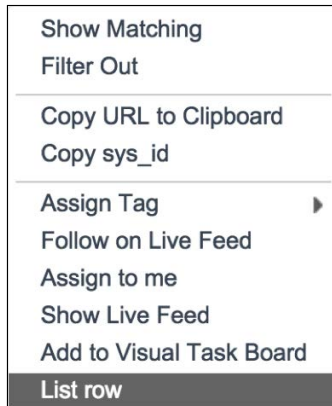 Show Matching
Filter Out
Copy URL to Clipboard
Copy sys_id
Assign Tag
Follow on Live Feed
Assign to me
Show Live Feed
Add to Visual Task Board
List row